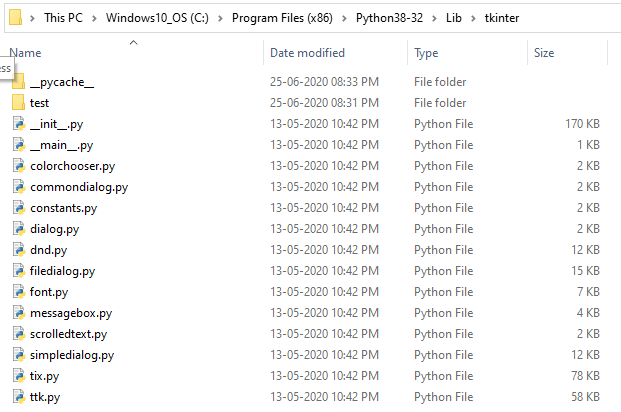 This PC > Windows10_OS (C:) > Program Files (x86) > Python38-32 > Lib > tkinter
Name Date modified Type Size
ess
__pycache__ 25-06-2020 08:33 PM File folder
test 25-06-2020 08:31 PM File folder
__init__.py 13-05-2020 10:42 PM Python File 170 KB
__main__.py 13-05-2020 10:42 PM Python File 1 KB
colorchooser.py 13-05-2020 10:42 PM Python File 2 KB
commondialog.py 13-05-2020 10:42 PM Python File 2 KB
constants.py 13-05-2020 10:42 PM Python File 2 KB
dialog.py 13-05-2020 10:42 PM Python File 2 KB
dnd.py 13-05-2020 10:42 PM Python File 12 KB
filedialog.py 13-05-2020 10:42 PM Python File 15 KB
font.py 13-05-2020 10:42 PM Python File 7 KB
messagebox.py 13-05-2020 10:42 PM Python File 4 KB
scrolledtext.py 13-05-2020 10:42 PM Python File 2 KB
simpledialog.py 13-05-2020 10:42 PM Python File 12 KB
tix.py 13-05-2020 10:42 PM Python File 78 KB
ttk.py 13-05-2020 10:42 PM Python File 58 KB